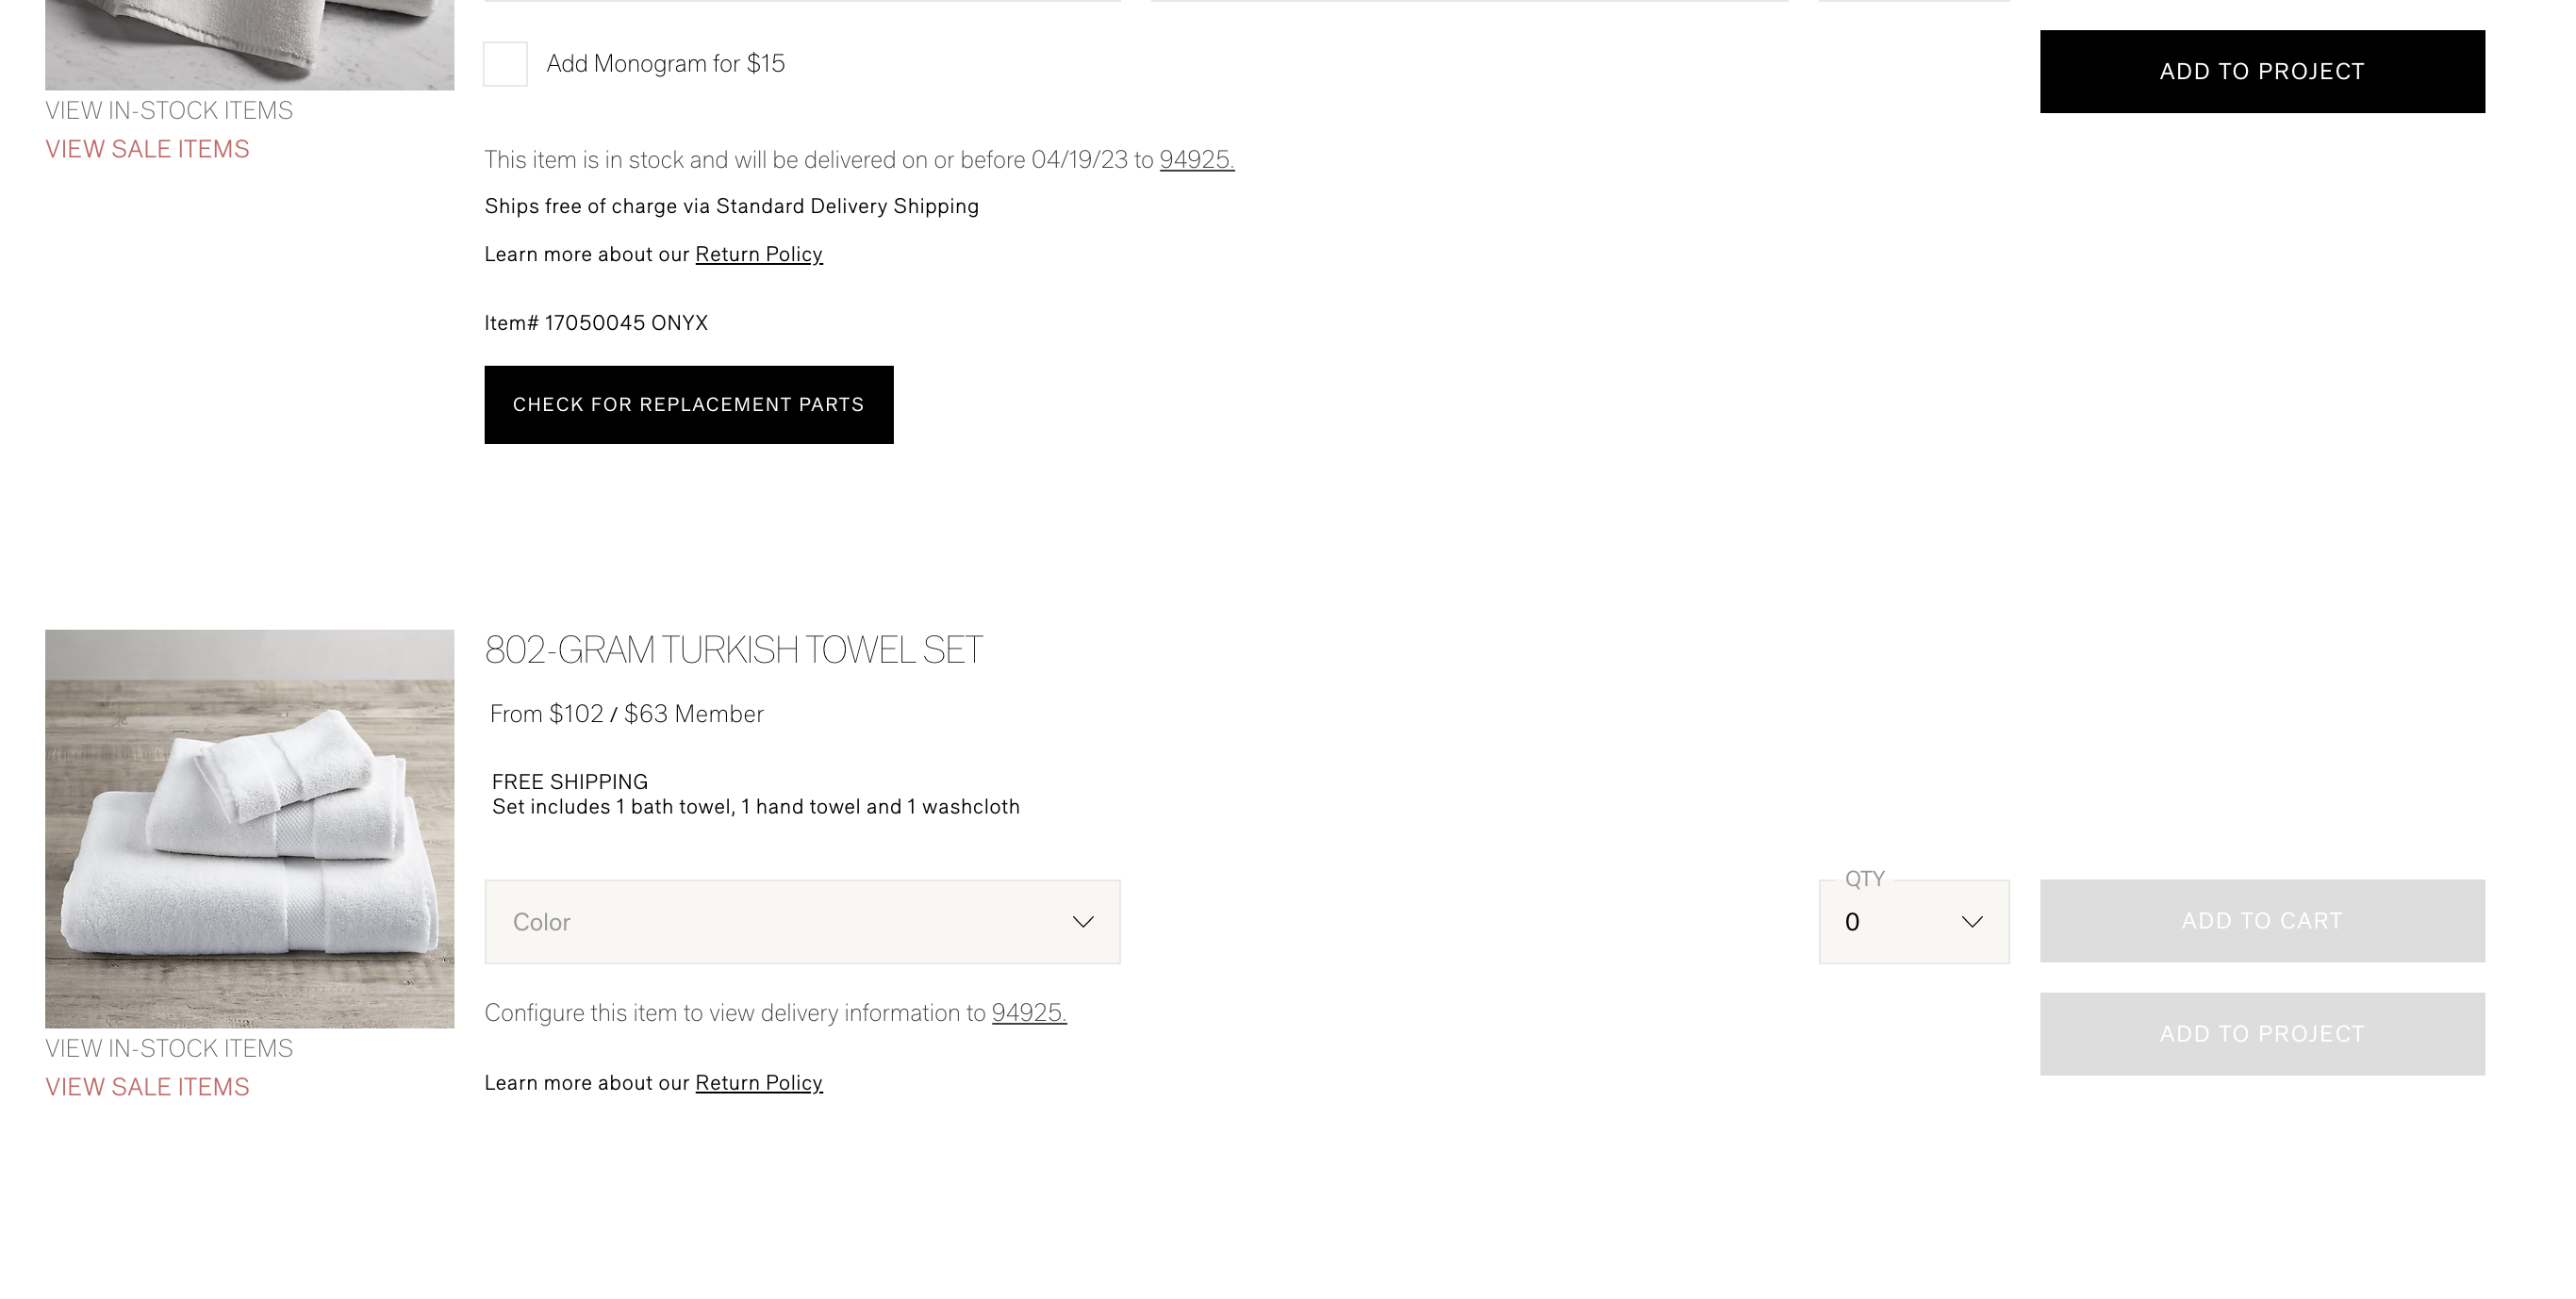 Add Monogram for $15
ADD TO PROJECT
VIEW IN-STOCK ITEMS
VIEW SALE ITEMS
This item is in stock and will be delivered on or before 04/19/23 to 94925.
Ships free of charge via Standard Delivery Shipping
Learn more about our Return Policy
Item# 17050045 ONYX
CHECK FOR REPLACEMENT PARTS
802-GRAM TURKISH TOWEL SET
From $102 / $63 Member
FREE SHIPPING
Set includes 1 bath towel, 1 hand towel and 1 washcloth
Color
QTY
0
ADD TO CART
Configure this item to view delivery information to 94925.
ADD TO PROJECT
VIEW IN-STOCK ITEMS
VIEW SALE ITEMS
Learn more about our Return Policy